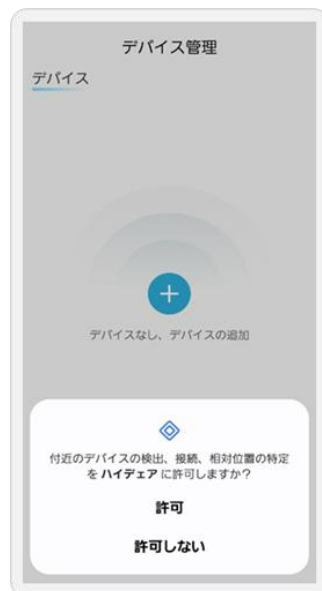 デバイス管理
デバイス
デバイスなし、デバイスの追加
付近のデバイスの検出、接続、相対位置の特定
を ハイデェア に許可しますか？
許可
許可しない